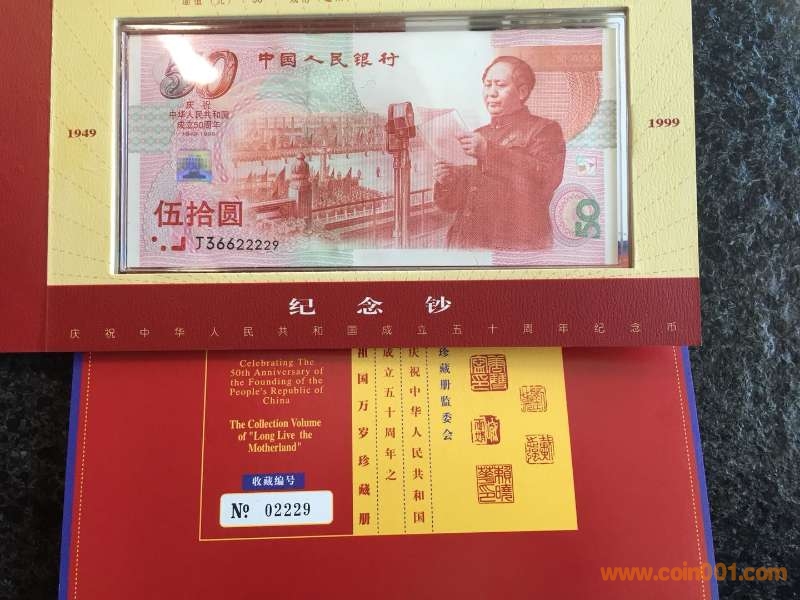 中国人民银行
50
庆祝
中华人民共和国
成立50周年
1949-1999
1949
1999
伍拾圆
J36622229
50
纪念钞
庆祝中华人民共和国成立五十周年纪念币
Celebrating The
50th Anniversary of
the Founding of the
People's Republic of
China
The Collection Volume
of "Long Live the
Motherland"
收藏编号
№ 02229
珍藏册监委会
庆祝中华人民共和国
成立五十周年之
祖国万岁珍藏册
www.coin001.com